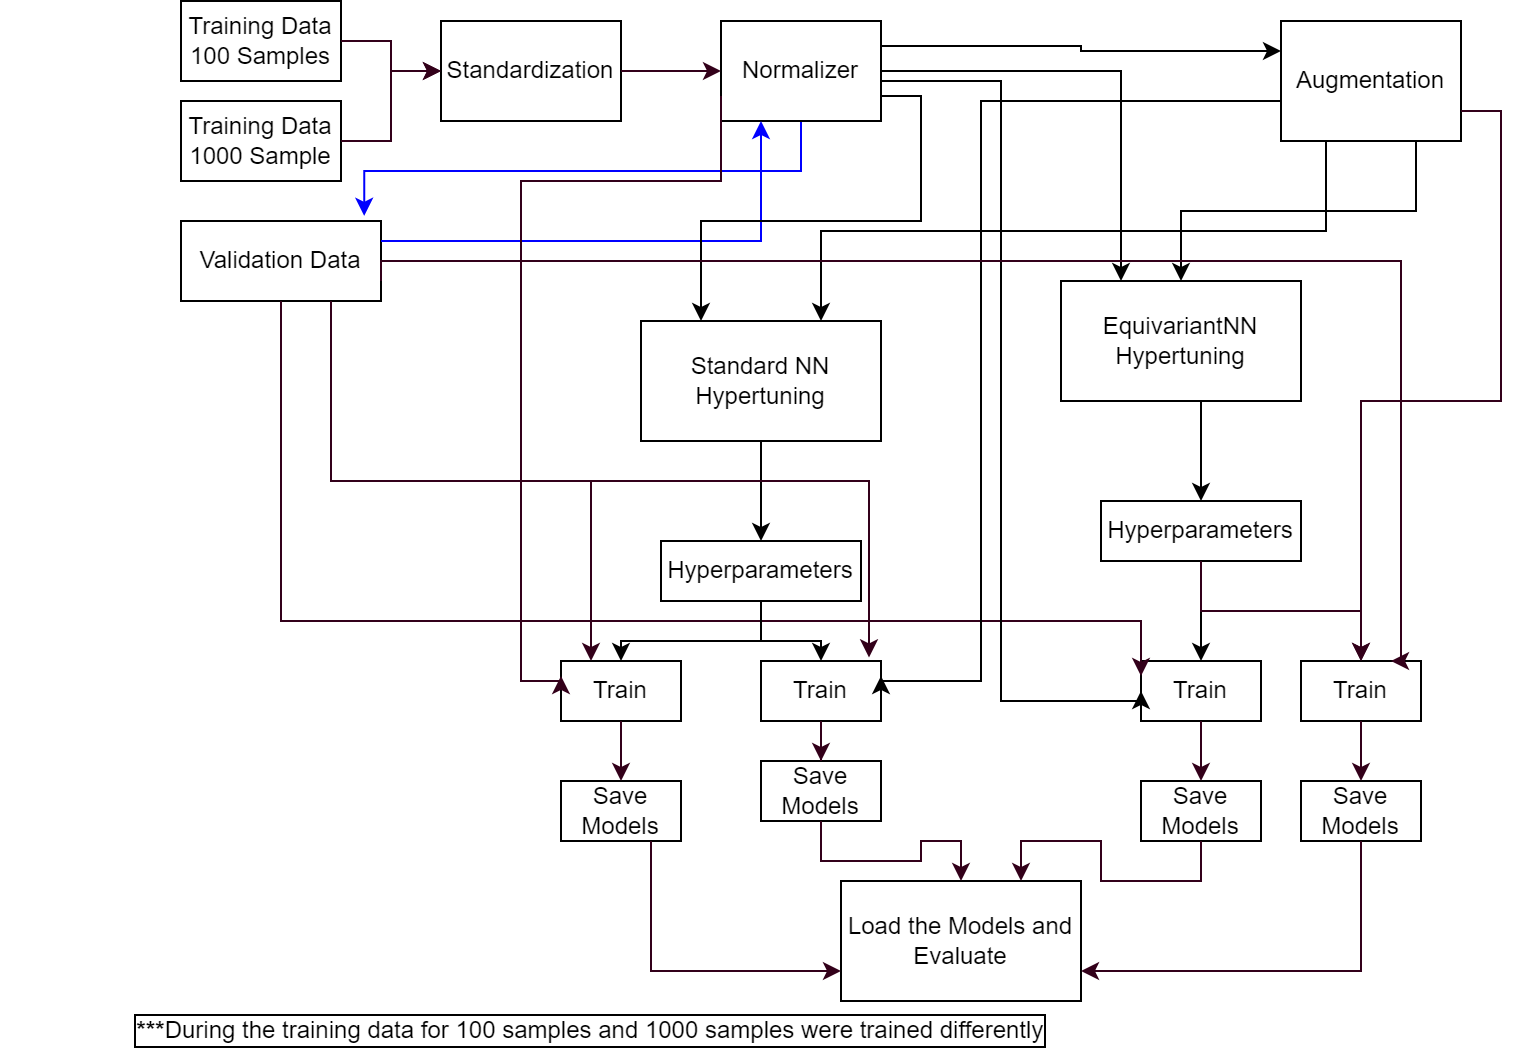 Training Data
100 Samples
Standardization
Normalizer
Augmentation
Training Data
1000 Sample
Validation Data
EquivariantNN
Hypertuning
Standard NN
Hypertuning
Hyperparameters
Hyperparameters
Train
Train
Train
Train
Save
Models
Save
Models
Save
Models
Save
Models
Load the Models and
Evaluate
***During the training data for 100 samples and 1000 samples were trained differently